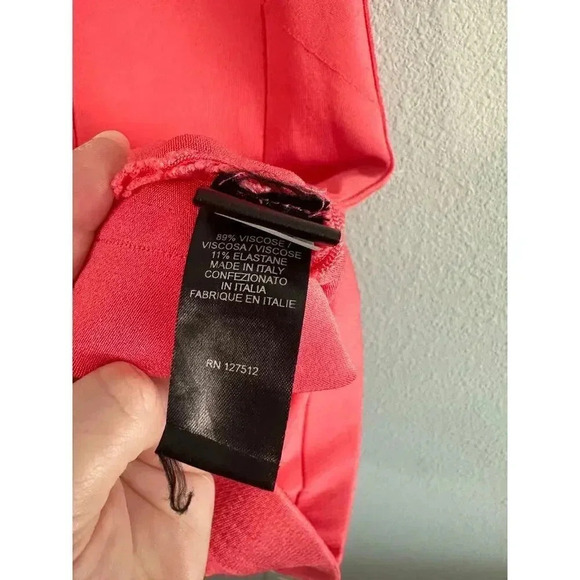 89% VISCOSE /
VISCOSA / VISCOSE
11% ELASTANE
MADE IN ITALY
CONFEZIONATO
IN ITALIA
FABRIQUE EN ITALIE
RN 127512